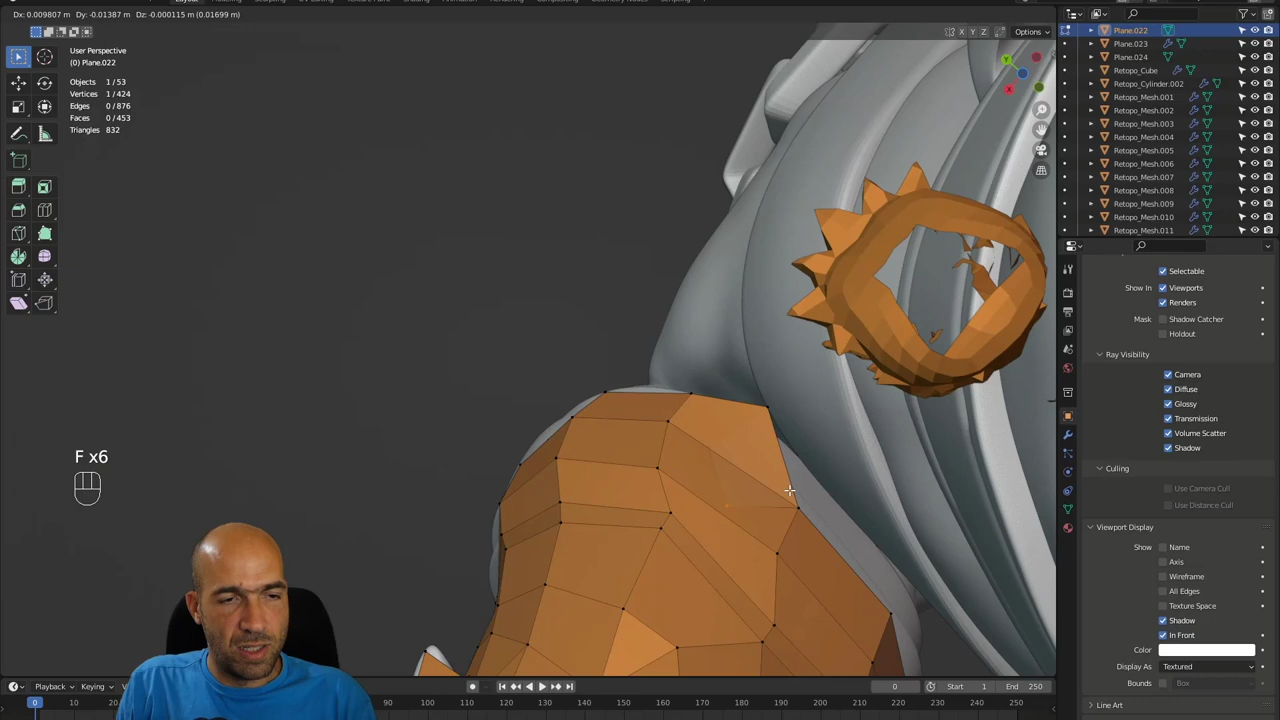 Dx: 0.009807 m Dy: -0.01387 m Dz: -0.000115 m (0.01699 m)
X Y Z Options
User Perspective
(0) Plane.022
Objects 1/53
Vertices 1/424
Edges 0/876
Faces 0/453
Triangles 832
Y
X
F x6
Plane.022
Plane.023
Plane.024
Retopo_Cube
Retopo_Cylinder.002
Retopo_Mesh.001
Retopo_Mesh.002
Retopo_Mesh.003
Retopo_Mesh.004
Retopo_Mesh.005
Retopo_Mesh.006
Retopo_Mesh.007
Retopo_Mesh.008
Retopo_Mesh.009
Retopo_Mesh.010
Retopo_Mesh.011
Selectable
Show In Viewports
Renders
Mask Shadow Catcher
Holdout
Ray Visibility
Camera
Diffuse
Glossy
Transmission
Volume Scatter
Shadow
Culling
Use Camera Cull
Use Distance Cull
Viewport Display
Show Name
Axis
Wireframe
All Edges
Texture Space
Shadow
In Front
Color
Display As Textured
Bounds Box
Line Art
Playback Keying
0 Start 1 End 250
0 100 110 120 130 140 150 160 170 180 190 200 210 220 230 240 250